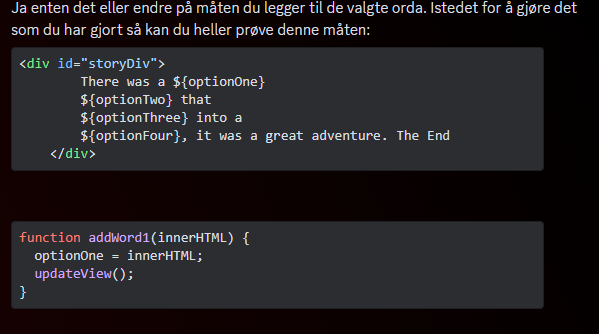 Ja enten det eller endre på måten du legger til de valgte orda. Istedet for å gjøre det
som du har gjort så kan du heller prøve denne måten:
<div id="storyDiv">
        There was a ${optionOne}
        ${optionTwo} that
        ${optionThree} into a
        ${optionFour}, it was a great adventure. The End
    </div>
function addWord1(innerHTML) {
  optionOne = innerHTML;
  updateView();
}